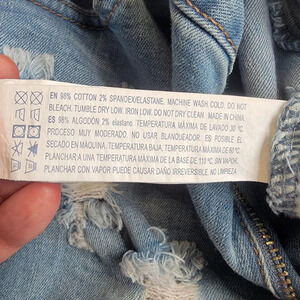 EN 98% COTTON 2% SPANDEX/ELASTANE, MACHINE WASH COLD. DO NOT
BLEACH. TUMBLE DRY LOW. IRON LOW. DO NOT DRY CLEAN. MADE IN CHINA.
ES 98% ALGODÓN 2% elastano. TEMPERATURA MÁXIMA DE LAVADO 30 °C.
PROCESO MUY MODERADO. NO USAR BLANQUEADOR. ES POSIBLE EL
SECADO EN MÁQUINA. TEMPERATURA BAJA. TEMPERATURA MÁXIMA DE 60 °C.
PLANCHAR A UNA TEMPERATURA MÁXIMA DE LA BASE DE 110 °C, SIN VAPOR.
PLANCHAR CON VAPOR PUEDE CAUSAR DAÑO IRREVERSIBLE. NO LIMPIEZA